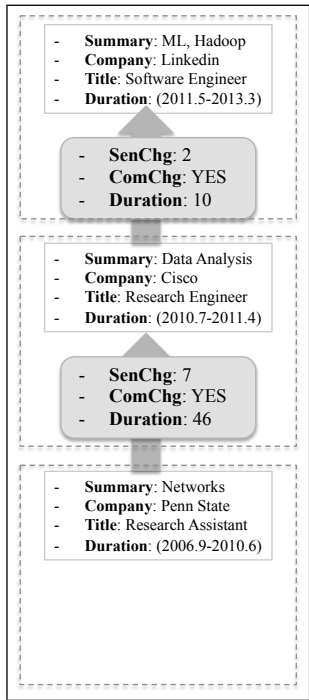 - Summary: ML, Hadoop
- Company: Linkedin
- Title: Software Engineer
- Duration: (2011.5-2013.3)
- SenChg: 2
- ComChg: YES
- Duration: 10
- Summary: Data Analysis
- Company: Cisco
- Title: Research Engineer
- Duration: (2010.7-2011.4)
- SenChg: 7
- ComChg: YES
- Duration: 46
- Summary: Networks
- Company: Penn State
- Title: Research Assistant
- Duration: (2006.9-2010.6)